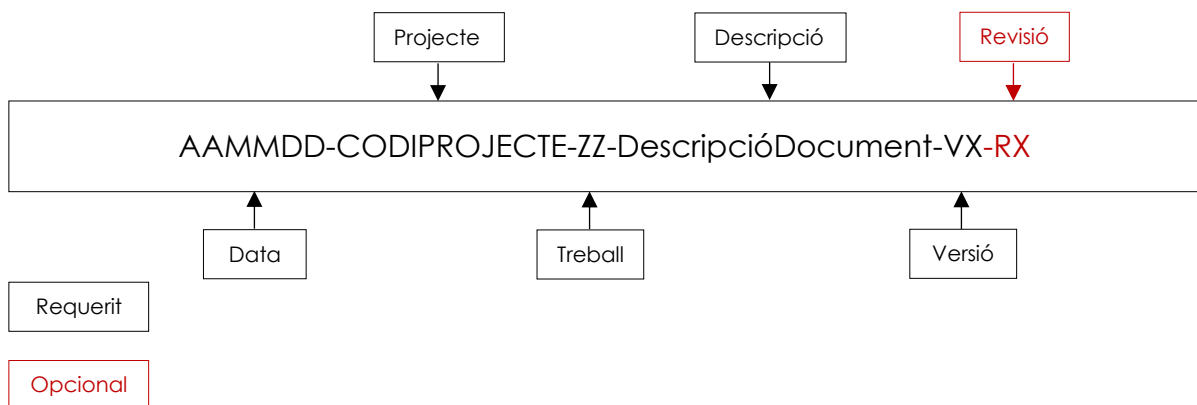 Projecte
Descripció
Revisió
AAMMDD-CODIPROJECTE-ZZ-DescripcióDocument-VX-RX
Data
Treball
Versió
Requerit
Opcional